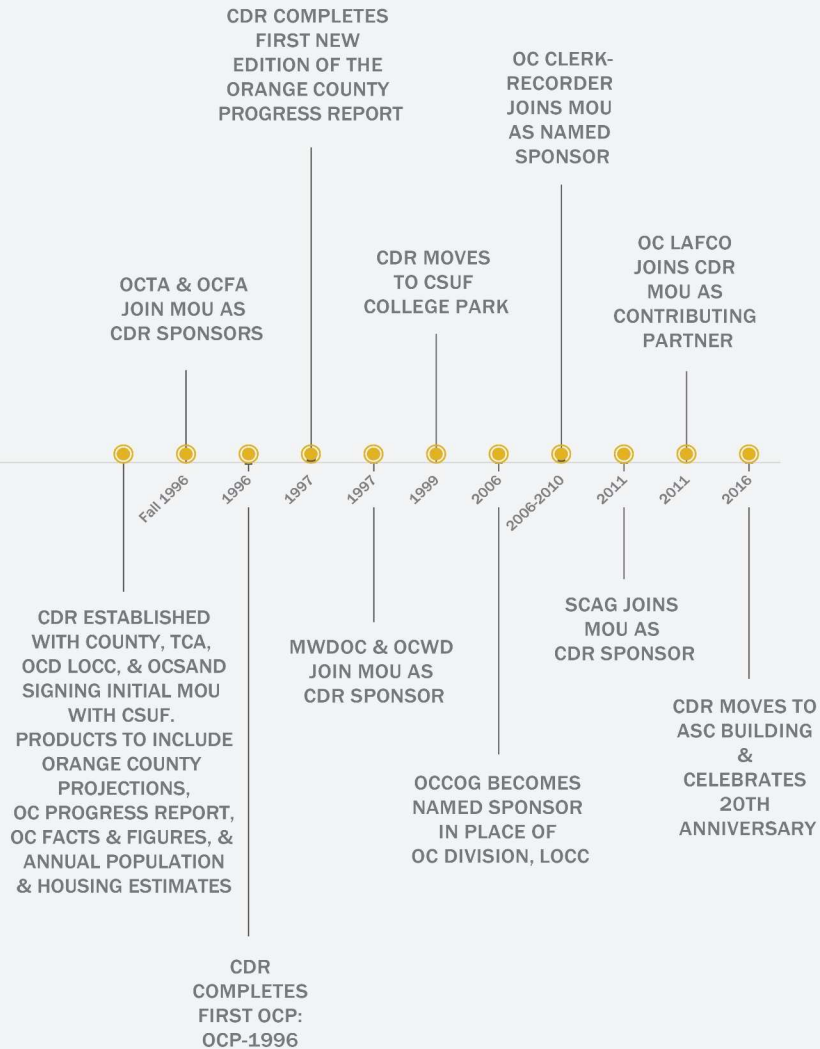 CDR COMPLETES
FIRST NEW
EDITION OF THE
ORANGE COUNTY
PROGRESS REPORT
OC CLERK-
RECORDER
JOINS MOU
AS NAMED
SPONSOR
OCTA & OCFA
JOIN MOU AS
CDR SPONSORS
CDR MOVES
TO CSUF
COLLEGE PARK
OC LAFCO
JOINS CDR
MOU AS
CONTRIBUTING
PARTNER
Fall 1996
1996
1997
1997
1999
2006
2006-2010
2011
2011
2016
CDR ESTABLISHED
WITH COUNTY, TCA,
OCD LOCC, & OCSAND
SIGNING INITIAL MOU
WITH CSUF.
PRODUCTS TO INCLUDE
ORANGE COUNTY
PROJECTIONS,
OC PROGRESS REPORT,
OC FACTS & FIGURES, &
ANNUAL POPULATION
& HOUSING ESTIMATES
CDR
COMPLETES
FIRST OCP:
OCP-1996
MWDOC & OCWD
JOIN MOU AS
CDR SPONSOR
OCCOG BECOMES
NAMED SPONSOR
IN PLACE OF
OC DIVISION, LOCC
SCAG JOINS
MOU AS
CDR SPONSOR
CDR MOVES TO
ASC BUILDING
&
CELEBRATES
20TH
ANNIVERSARY